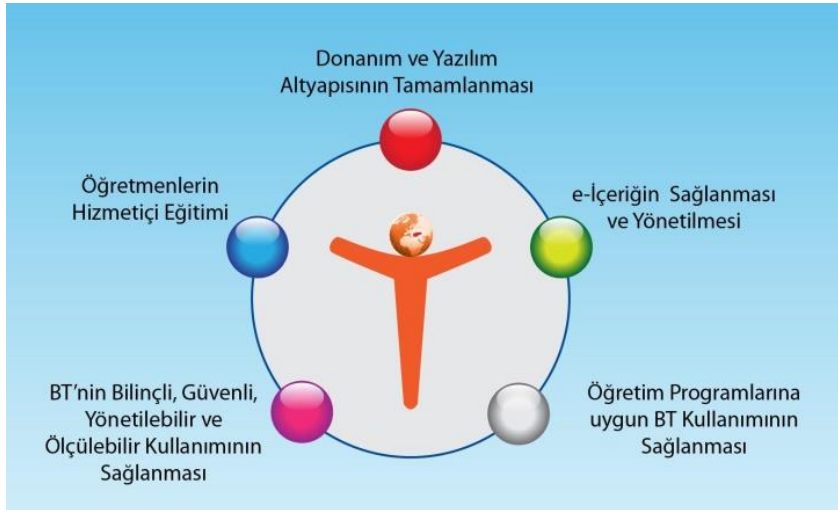 Donanım ve Yazılım
Altyapısının Tamamlanması
Öğretmenlerin
Hizmetiçi Eğitimi
e-İçeriğin Sağlanması
ve Yönetilmesi
BT'nin Bilinçli, Güvenli,
Yönetilebilir ve
Ölçülebilir Kullanımının
Sağlanması
Öğretim Programlarına
uygun BT Kullanımının
Sağlanması